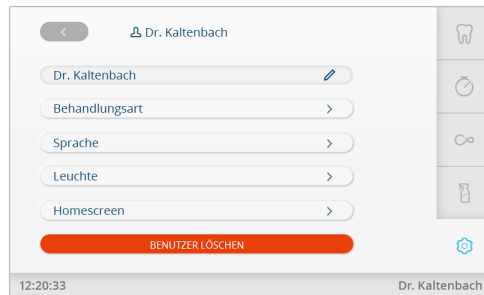 Dr. Kaltenbach
Dr. Kaltenbach
Behandlungsart
Sprache
Leuchte
Homescreen
BENUTZER LÖSCHEN
12:20:33 Dr. Kaltenbach